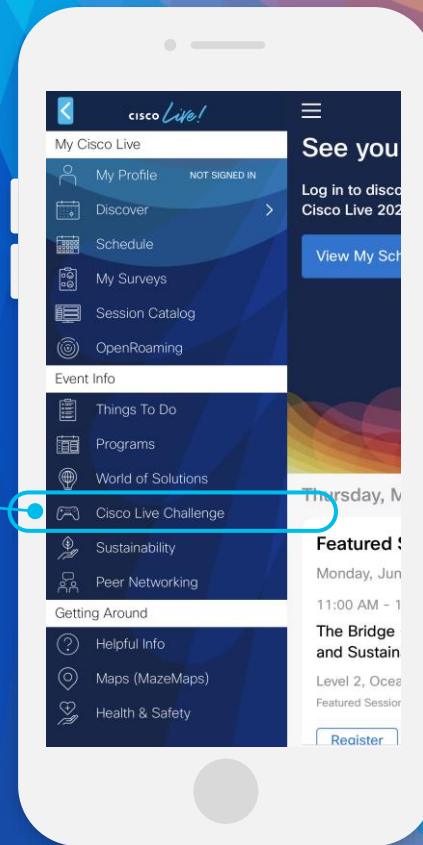 CISCO Live!
My Cisco Live
My Profile NOT SIGNED IN
Discover
Schedule
My Surveys
Session Catalog
OpenRoaming
Event Info
Things To Do
Programs
World of Solutions
Cisco Live Challenge
Sustainability
Peer Networking
Getting Around
Helpful Info
Maps (MazeMaps)
Health & Safety
See you
Log in to disco
Cisco Live 202
View My Sch
Thursday, M
Featured S
Monday, Jun
11:00 AM - 1
The Bridge
and Sustain
Level 2, Ocea
Featured Session
Register